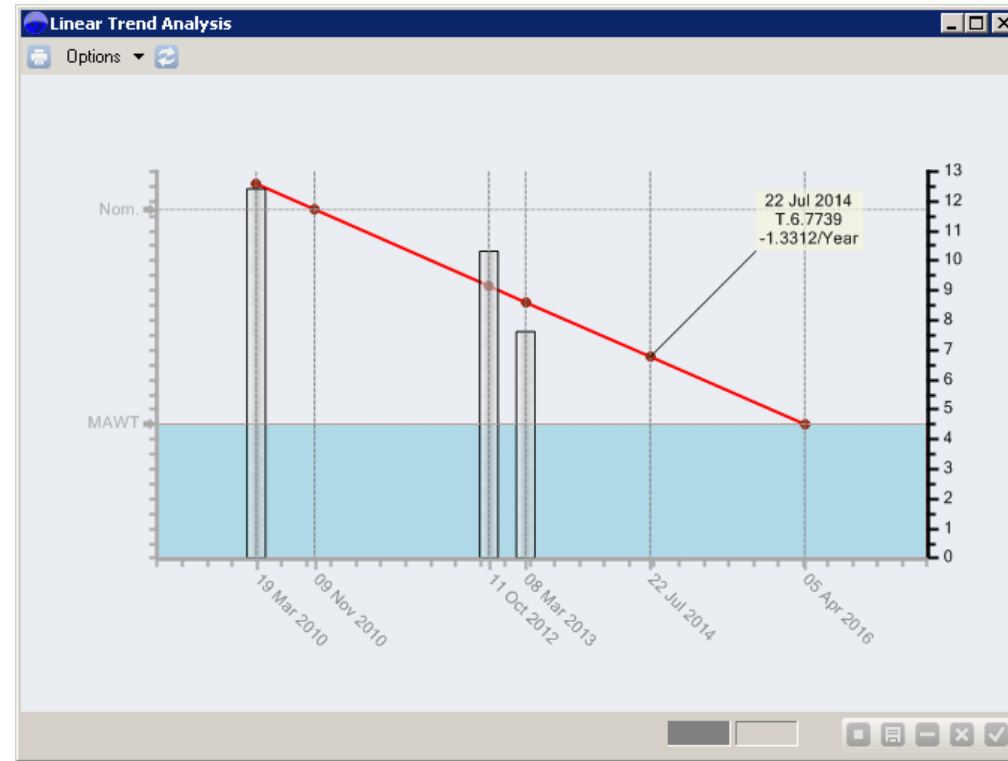 Linear Trend Analysis
Options
22 Jul 2014
T.6.7739
-1.3312/Year
Nom.
MAWT
13
12
11
10
9
8
7
6
5
4
3
2
1
0
19 Mar 2010
09 Nov 2010
11 Oct 2012
08 Mar 2013
22 Jul 2014
05 Apr 2016